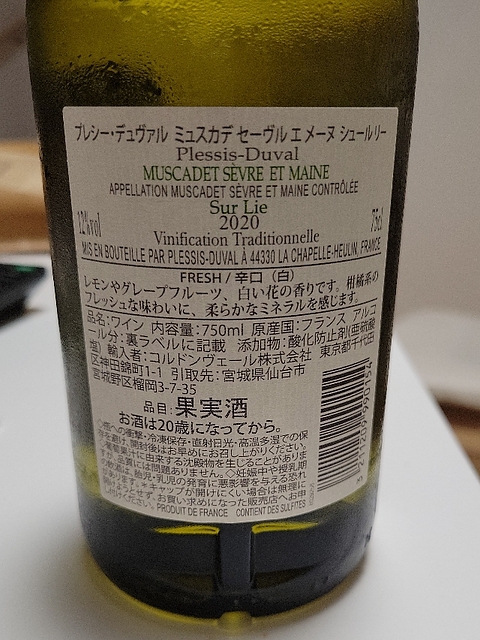 プレシー・デュヴァル ミュスカデ セーヴル エ メーヌ シュール リー
Plessis-Duval
MUSCADET SÈVRE ET MAINE
APPELLATION MUSCADET SÈVRE ET MAINE CONTRÔLÉE
Sur Lie
12%vol 2020 75cl
Vinification Traditionnelle
MIS EN BOUTEILLE PAR PLESSIS-DUVAL À 44330 LA CHAPELLE-HEULIN, FRANCE
FRESH / 辛口 (白)
レモンやグレープフルーツ、白い花の香りです。柑橘系の
フレッシュな味わいに、柔らかなミネラルを感じます。
品名:ワイン 内容量:750ml 原産国:フランス アルコ
ール分:裏ラベルに記載 添加物:酸化防止剤(亜硫酸
塩) 輸入者:コルドンヴェール株式会社 東京都千代田
区神田錦町1-1 引取先:宮城県仙台市
宮城野区榴岡3-7-35
品目:果実酒
お酒は20歳になってから。
PRODUIT DE FRANCE CONTIENT DES SULFITES